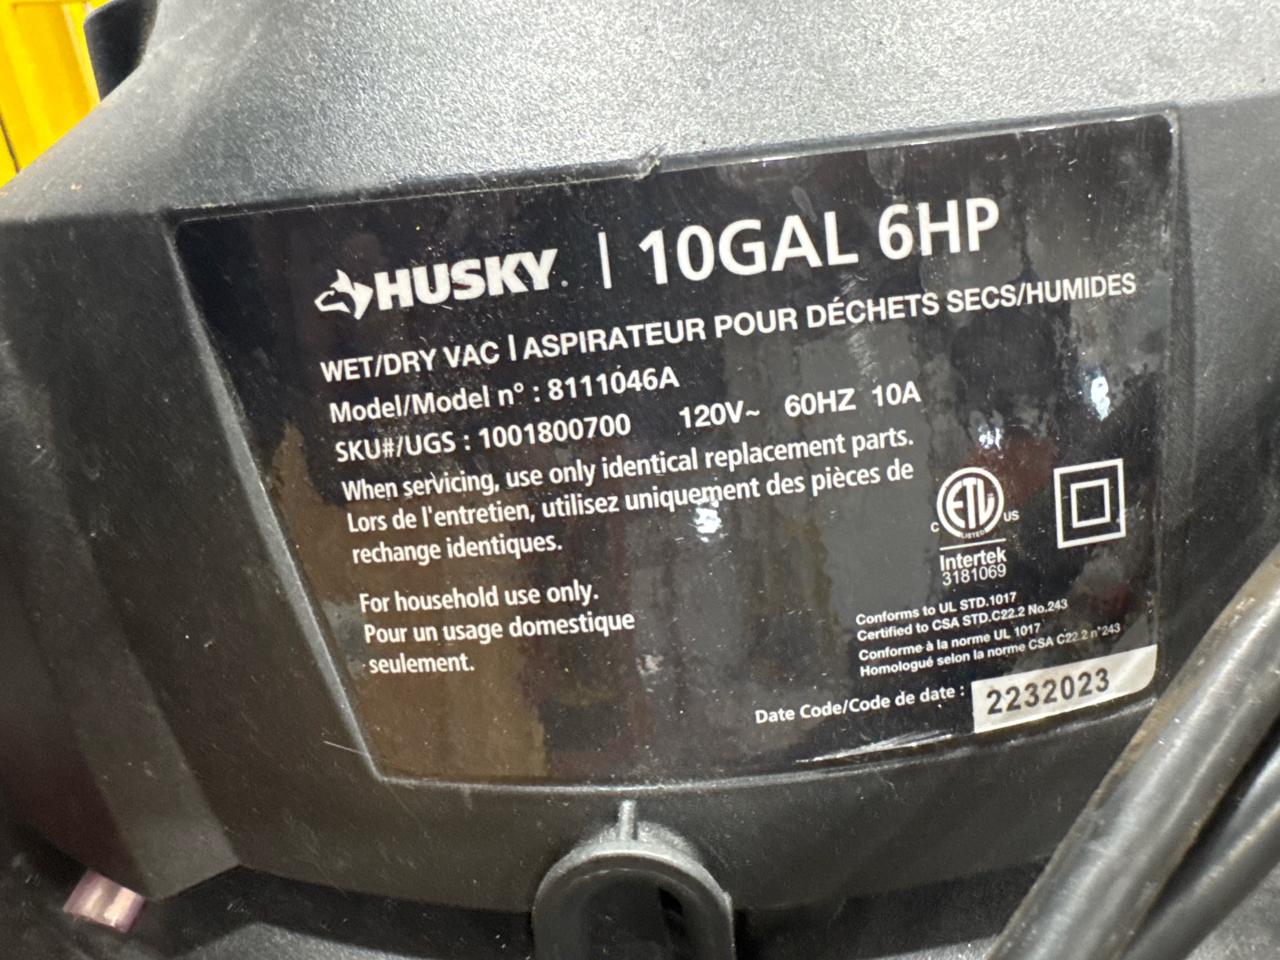 HUSKY. | 10GAL 6HP
WET/DRY VAC | ASPIRATEUR POUR DÉCHETS SECS/HUMIDES
Model/Model n° : 8111046A
SKU#/UGS : 1001800700 120V~ 60HZ 10A
When servicing, use only identical replacement parts.
Lors de l'entretien, utilisez uniquement des pièces de
rechange identiques.
For household use only.
Pour un usage domestique
seulement.
C ETL US
LISTED
Intertek
3181069
Conforms to UL STD.1017
Certified to CSA STD.C22.2 No.243
Conforme à la norme UL 1017
Homologué selon la norme CSA C22.2 n°243
Date Code/Code de date : 2232023